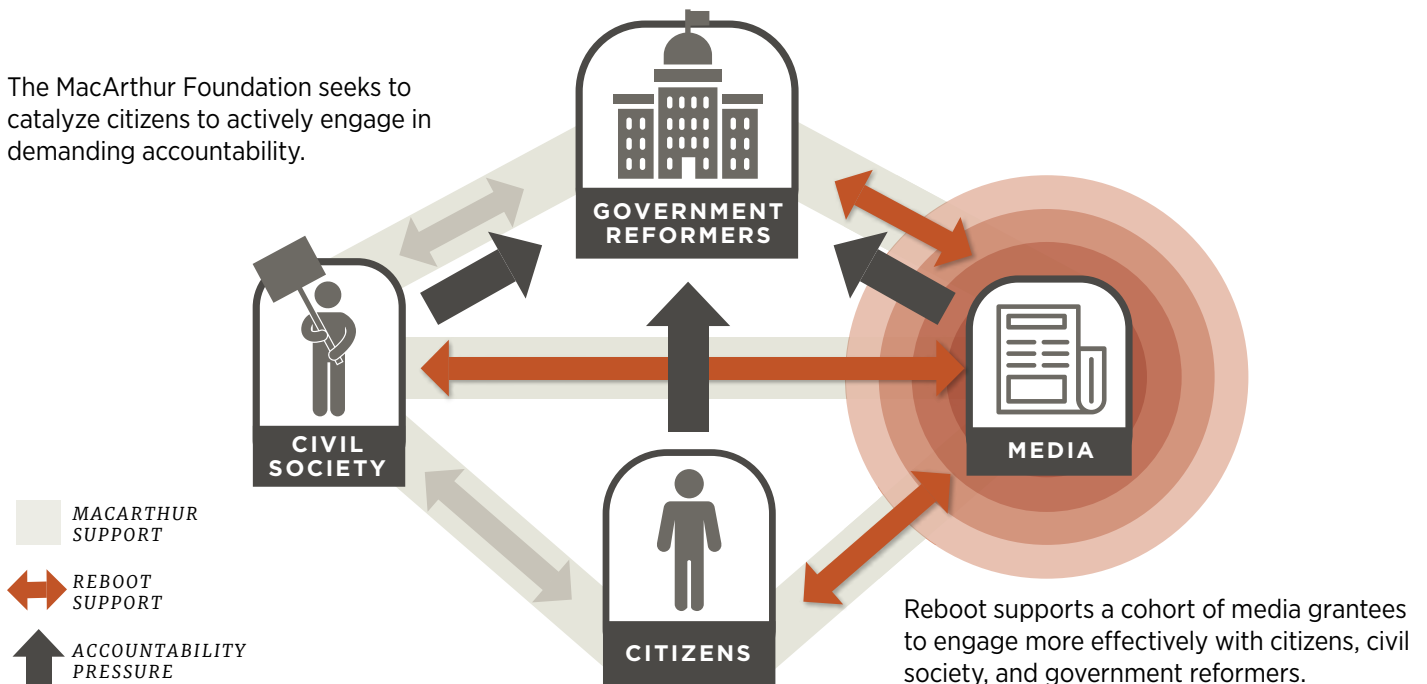 The MacArthur Foundation seeks to
catalyze citizens to actively engage in
demanding accountability.
GOVERNMENT
REFORMERS
CIVIL
SOCIETY
MEDIA
CITIZENS
MACARTHUR
SUPPORT
REBOOT
SUPPORT
ACCOUNTABILITY
PRESSURE
Reboot supports a cohort of media grantees
to engage more effectively with citizens, civil
society, and government reformers.